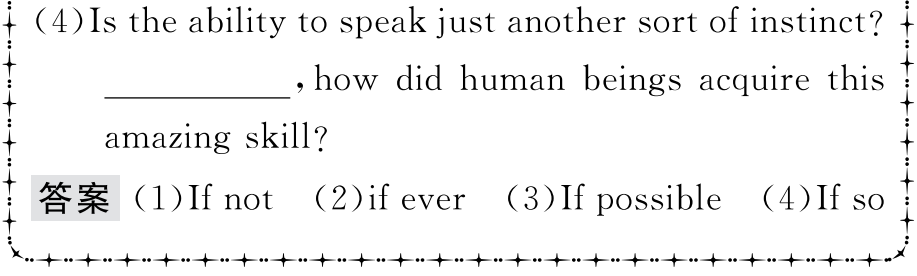 (4)Is the ability to speak just another sort of instinct?
__________,how did human beings acquire this
amazing skill?
答案 (1)If not (2)if ever (3)If possible (4)If so